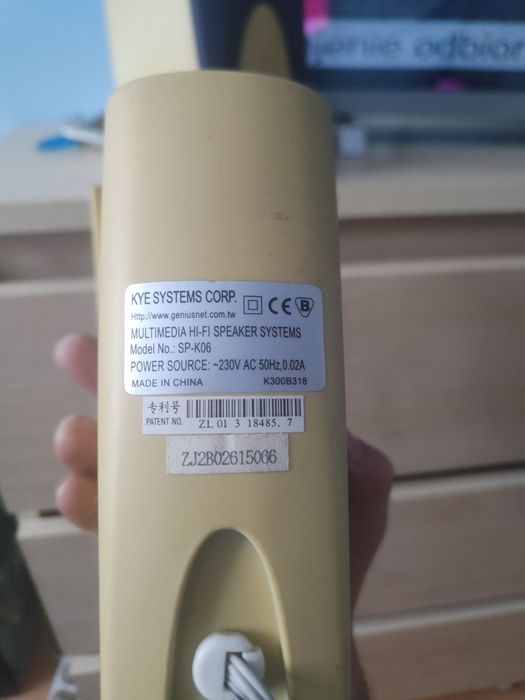 odbior
KYE SYSTEMS CORP.
B
Http://www.geniusnet.com.tw
MULTIMEDIA HI-FI SPEAKER SYSTEMS
Model No.: SP-K06
POWER SOURCE: ~230V AC 50Hz,0.02A
MADE IN CHINA K300B318
专利号
PATENT NO. ZL 01 3 18485. 7
ZJ2B02615066